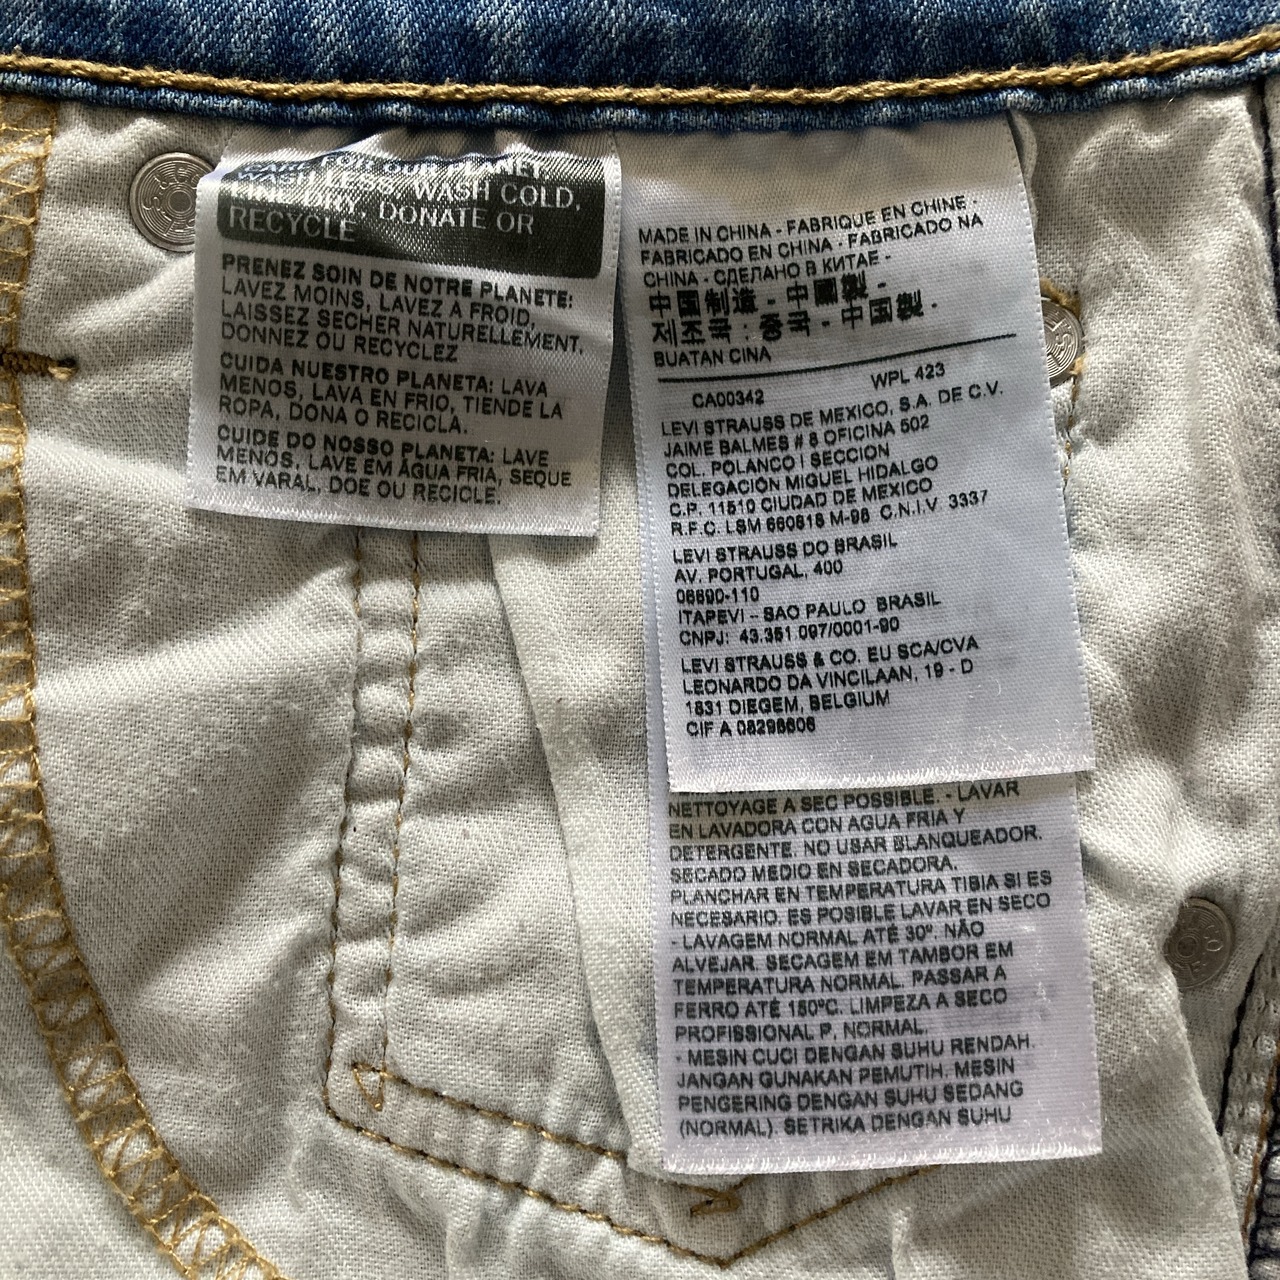 CARE FOR OUR PLANET:
WASH LESS, WASH COLD,
LINE DRY, DONATE OR
RECYCLE
PRENEZ SOIN DE NOTRE PLANETE:
LAVEZ MOINS, LAVEZ A FROID,
LAISSEZ SECHER NATURELLEMENT,
DONNEZ OU RECYCLEZ
CUIDA NUESTRO PLANETA: LAVA
MENOS, LAVA EN FRIO, TIENDE LA
ROPA, DONA O RECICLA.
CUIDE DO NOSSO PLANETA: LAVE
MENOS, LAVE EM ÁGUA FRIA, SEQUE
EM VARAL, DOE OU RECICLE.
MADE IN CHINA - FABRIQUE EN CHINE -
FABRICADO EN CHINA - FABRICADO NA
CHINA - СДЕЛАНО В КИТАЕ -
中国制造 - 中國製 -
제조국 : 중국 - 中国製 -
BUATAN CINA
CA00342 WPL 423
LEVI STRAUSS DE MEXICO, S.A. DE C.V.
JAIME BALMES # 8 OFICINA 502
COL. POLANCO I SECCION
DELEGACIÓN MIGUEL HIDALGO
C.P. 11510 CIUDAD DE MEXICO
R.F.C. LSM 660818 M-98 C.N.I.V. 3337
LEVI STRAUSS DO BRASIL
AV. PORTUGAL, 400
06690-110
ITAPEVI - SAO PAULO BRASIL
CNPJ: 43.351.097/0001-90
LEVI STRAUSS & CO. EU SCA/CVA
LEONARDO DA VINCILAAN, 19 - D
1831 DIEGEM, BELGIUM
CIF A 08296606
NETTOYAGE A SEC POSSIBLE. - LAVAR
EN LAVADORA CON AGUA FRIA Y
DETERGENTE. NO USAR BLANQUEADOR.
SECADO MEDIO EN SECADORA.
PLANCHAR EN TEMPERATURA TIBIA SI ES
NECESARIO. ES POSIBLE LAVAR EN SECO
- LAVAGEM NORMAL ATÉ 30º. NÃO
ALVEJAR. SECAGEM EM TAMBOR EM
TEMPERATURA NORMAL. PASSAR A
FERRO ATÉ 150ºC. LIMPEZA A SECO
PROFISSIONAL P, NORMAL.
- MESIN CUCI DENGAN SUHU RENDAH.
JANGAN GUNAKAN PEMUTIH. MESIN
PENGERING DENGAN SUHU SEDANG
(NORMAL). SETRIKA DENGAN SUHU